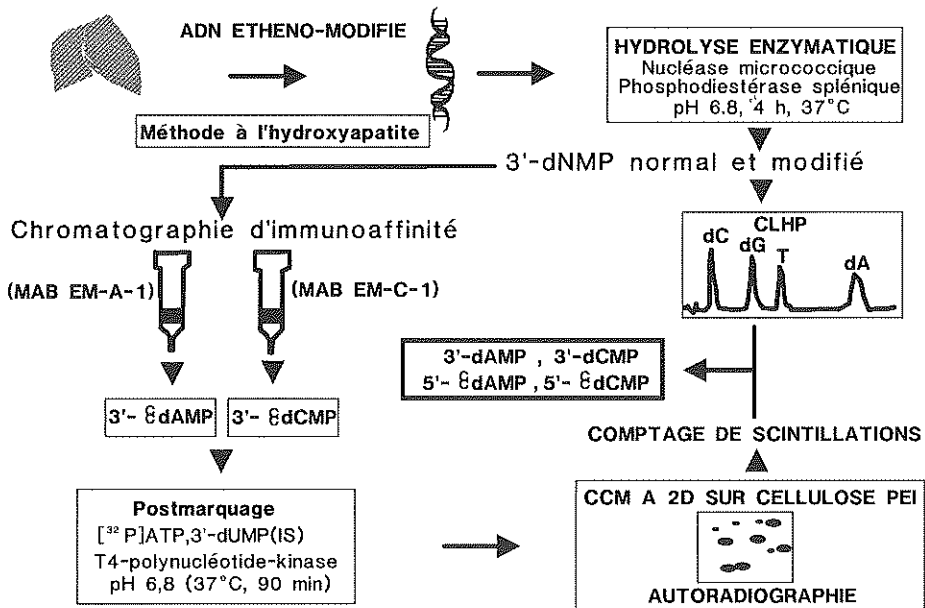 ADN ETHENO-MODIFIE
HYDROLYSE ENZYMATIQUE
Nucléase micrococcique
Phosphodiestérase splénique
pH 6.8, 4 h, 37°C
Méthode à l'hydroxyapatite
3'-dNMP normal et modifié
Chromatographie d'immunoaffinité
(MAB EM-A-1)
(MAB EM-C-1)
CLHP
dC
dG
T
dA
3'-dAMP , 3'-dCMP
5'- εdAMP , 5'- εdCMP
3'- εdAMP
3'- εdCMP
COMPTAGE DE SCINTILLATIONS
Postmarquage
[³² P]ATP,3'-dUMP(IS)
T4-polynucléotide-kinase
pH 6,8 (37°C, 90 min)
CCM A 2D SUR CELLULOSE PEI
AUTORADIOGRAPHIE